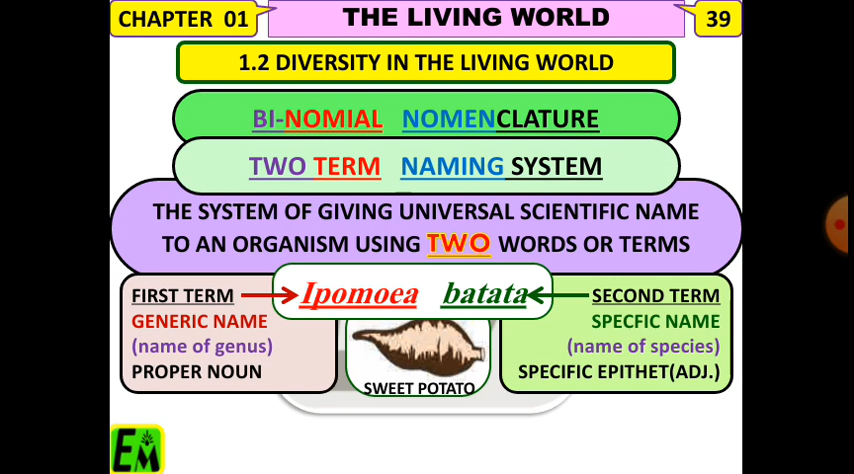 CHAPTER 01
THE LIVING WORLD
39
1.2 DIVERSITY IN THE LIVING WORLD
BI-NOMIAL NOMENCLATURE
TWO TERM NAMING SYSTEM
THE SYSTEM OF GIVING UNIVERSAL SCIENTIFIC NAME
TO AN ORGANISM USING TWO WORDS OR TERMS
Ipomoea batata
FIRST TERM
GENERIC NAME
(name of genus)
PROPER NOUN
SWEET POTATO
SECOND TERM
SPECFIC NAME
(name of species)
SPECIFIC EPITHET(ADJ.)
EM